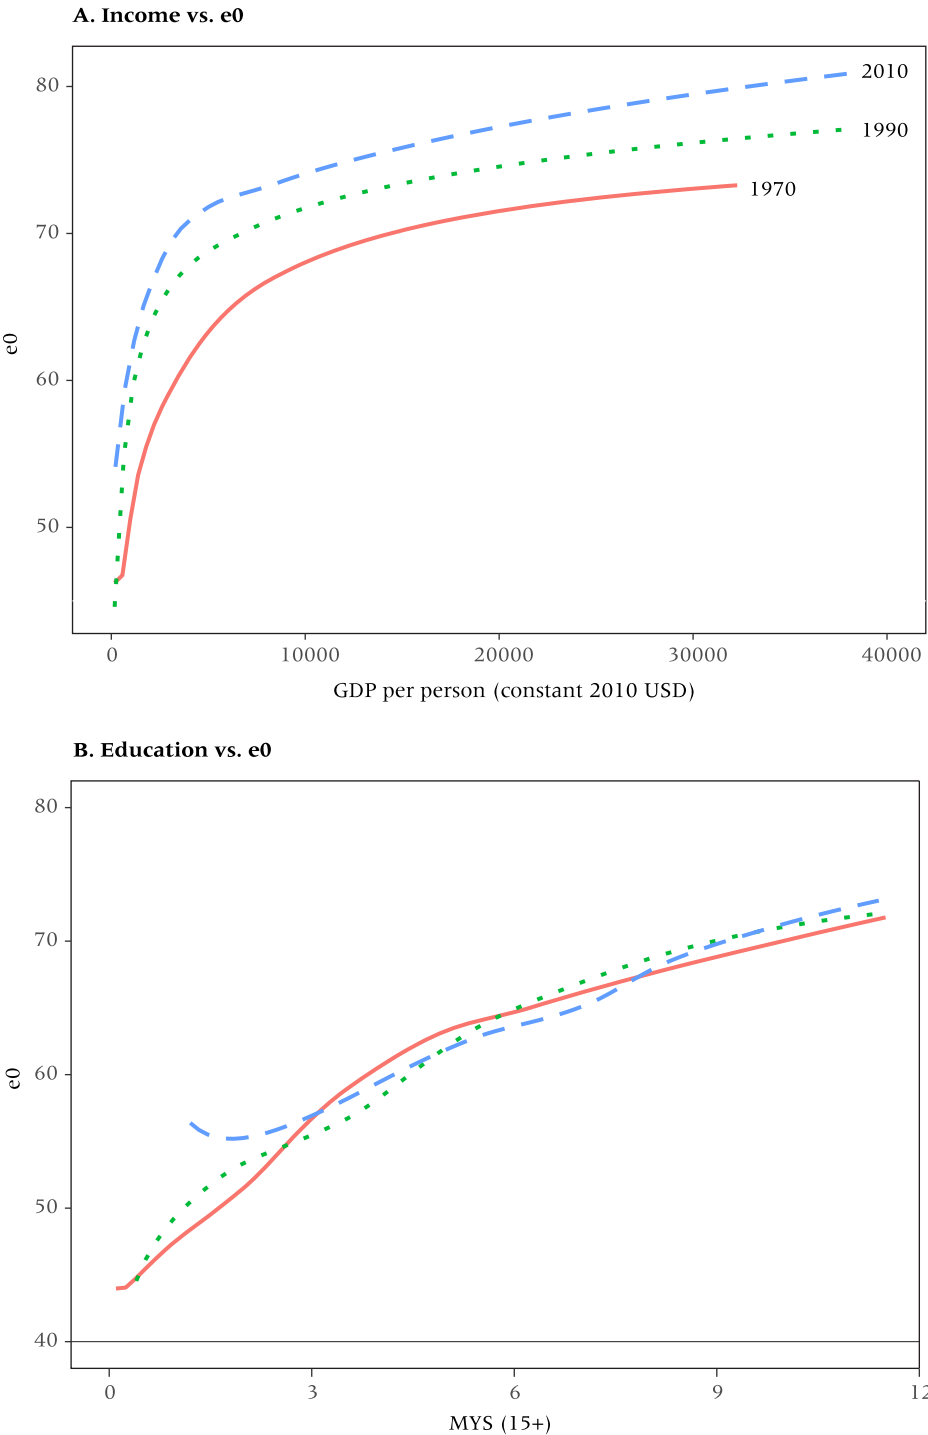 A. Income vs. e0
80
70
60
50
e0
2010
1990
1970
0 10000 20000 30000 40000
GDP per person (constant 2010 USD)
B. Education vs. e0
80
70
60
50
40
e0
0 3 6 9 12
MYS (15+)